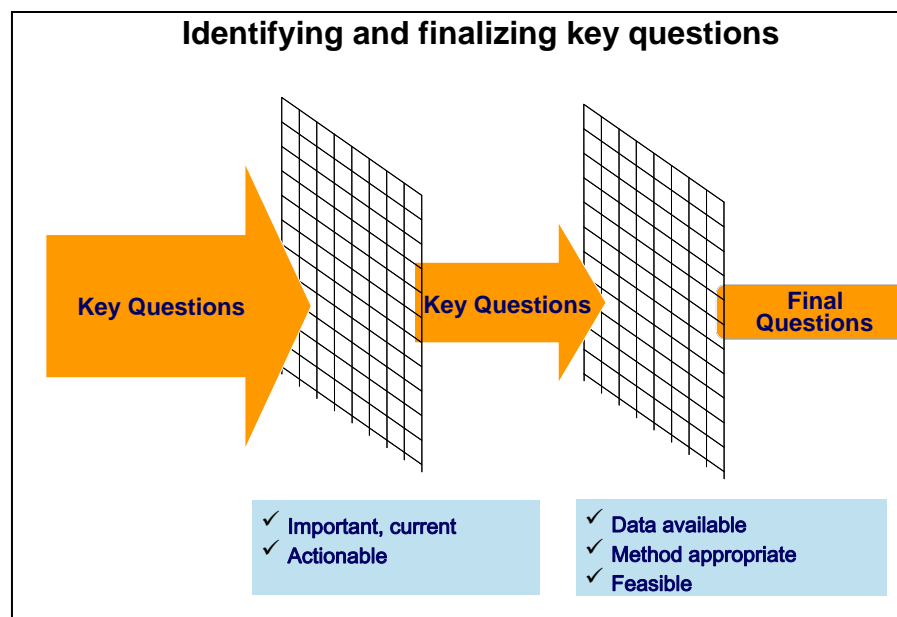 Identifying and finalizing key questions
Key Questions
Key Questions
Final
Questions
✓ Important, current
✓ Actionable
✓ Data available
✓ Method appropriate
✓ Feasible